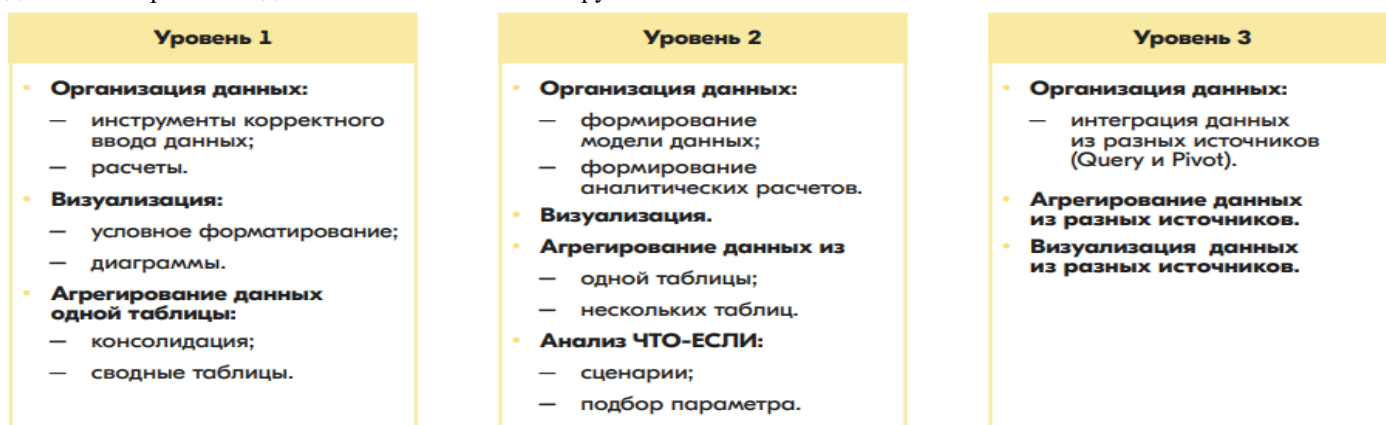 Уровень 1
• Организация данных:
— инструменты корректного
ввода данных;
— расчеты.
• Визуализация:
— условное форматирование;
— диаграммы.
• Агрегирование данных
одной таблицы:
— консолидация;
— сводные таблицы.
Уровень 2
• Организация данных:
— формирование
модели данных;
— формирование
аналитических расчетов.
• Визуализация.
• Агрегирование данных из
— одной таблицы;
— нескольких таблиц.
• Анализ ЧТО-ЕСЛИ:
— сценарии;
— подбор параметра.
Уровень 3
• Организация данных:
— интеграция данных
из разных источников
(Query и Pivot).
• Агрегирование данных
из разных источников.
• Визуализация данных
из разных источников.